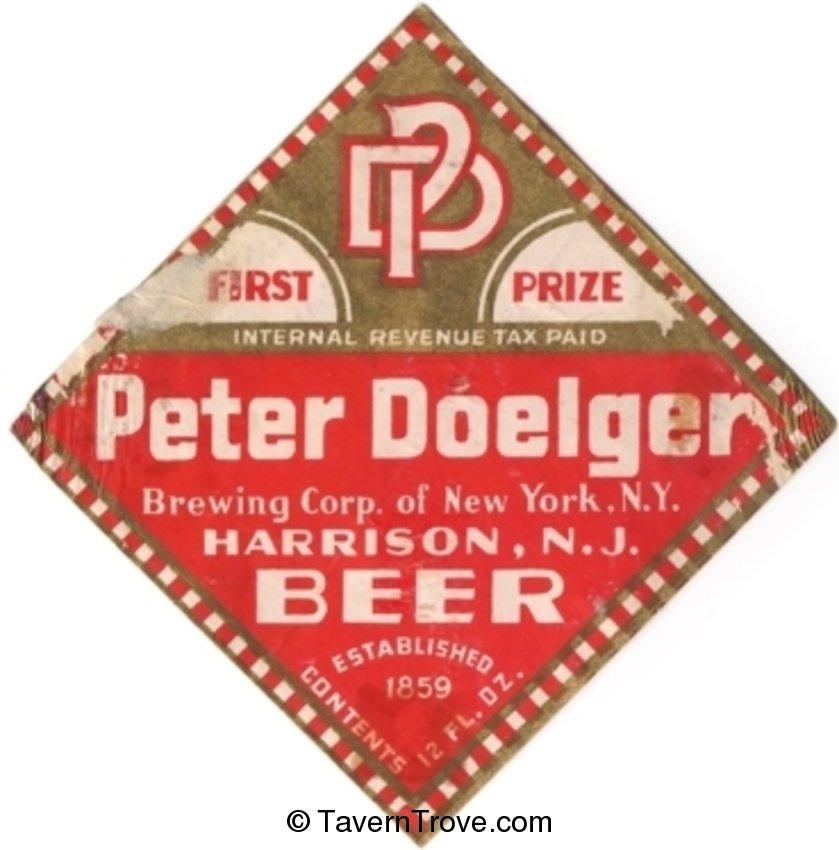 PD
FIRST PRIZE
INTERNAL REVENUE TAX PAID
Peter Doelger
Brewing Corp. of New York, N.Y.
HARRISON, N.J.
BEER
ESTABLISHED
1859
CONTENTS 12 FL. OZ.
© TavernTrove.com